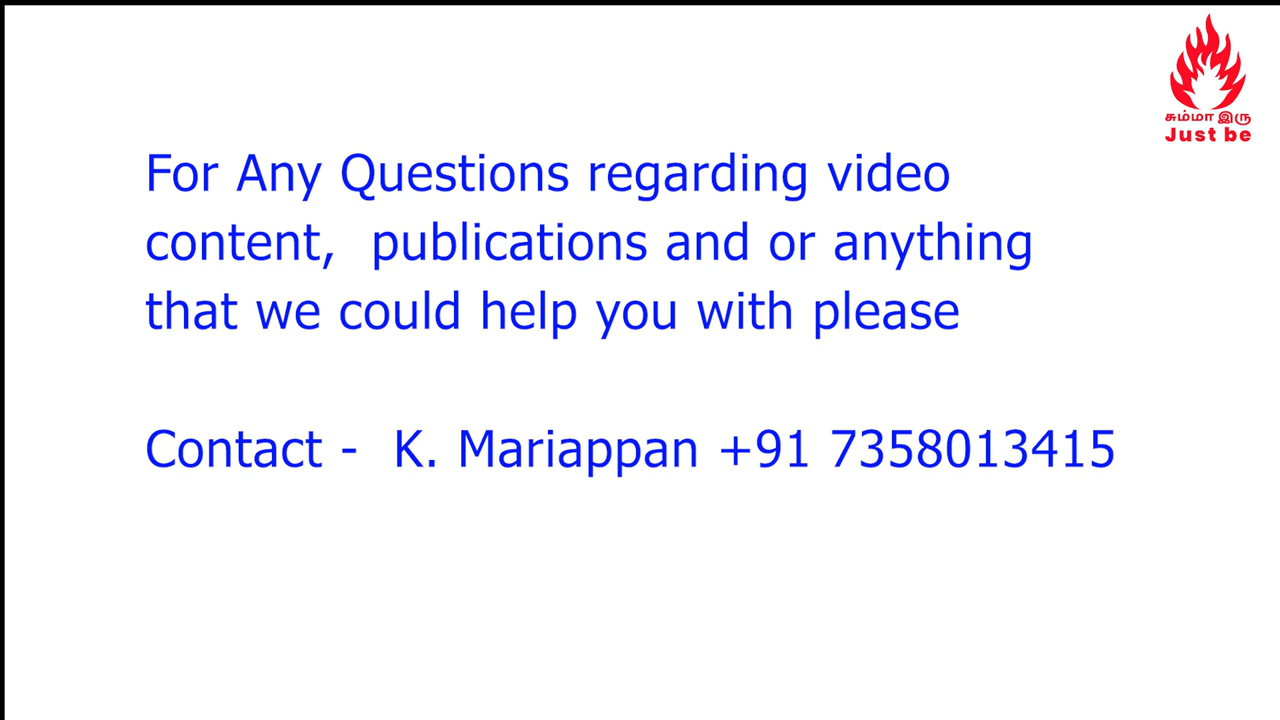 சும்மா இரு
Just be
For Any Questions regarding video
content,  publications and or anything
that we could help you with please
Contact -  K. Mariappan +91 7358013415